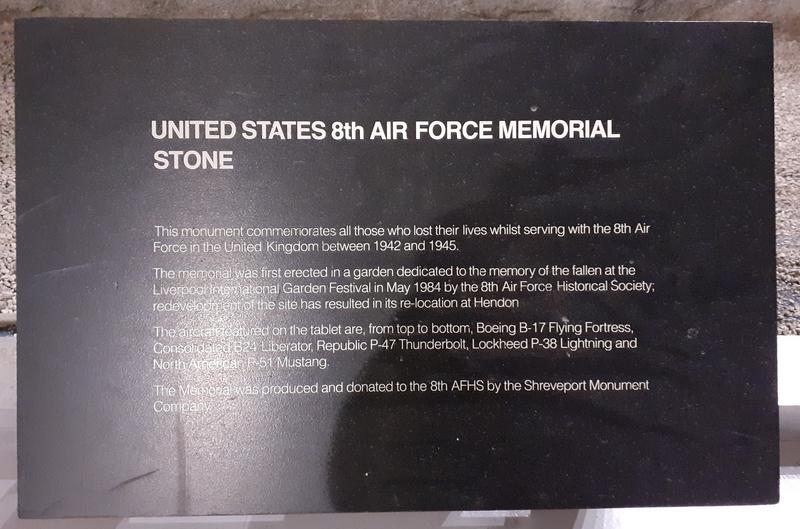 UNITED STATES 8th AIR FORCE MEMORIAL
STONE
This monument commemorates all those who lost their lives whilst serving with the 8th Air
Force in the United Kingdom between 1942 and 1945.
The memorial was first erected in a garden dedicated to the memory of the fallen at the
Liverpool International Garden Festival in May 1984 by the 8th Air Force Historical Society;
redevelopment of the site has resulted in its re-location at Hendon
The aircraft featured on the tablet are, from top to bottom, Boeing B-17 Flying Fortress,
Consolidated B24 Liberator, Republic P-47 Thunderbolt, Lockheed P-38 Lightning and
North American P-51 Mustang.
The Memorial was produced and donated to the 8th AFHS by the Shreveport Monument
Company.